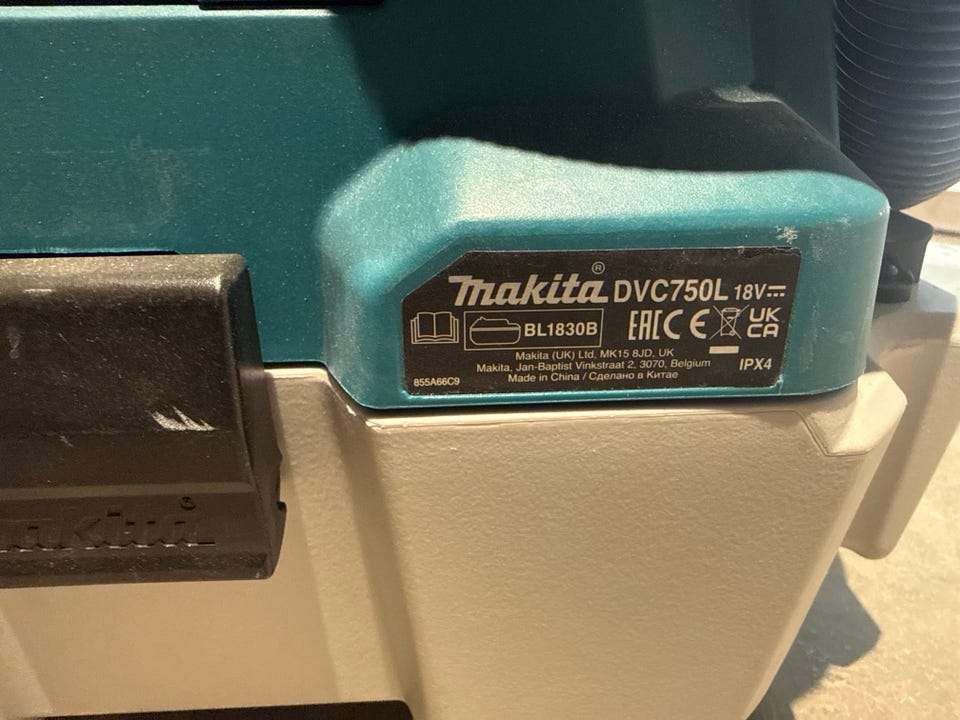 makita® DVC750L 18V
BL1830B EAC CE UK CA
Makita (UK) Ltd, MK15 8JD, UK
Makita, Jan-Baptist Vinkstraat 2, 3070, Belgium
IPX4
855A66C9 Made in China / Сделано в Китае
makita®